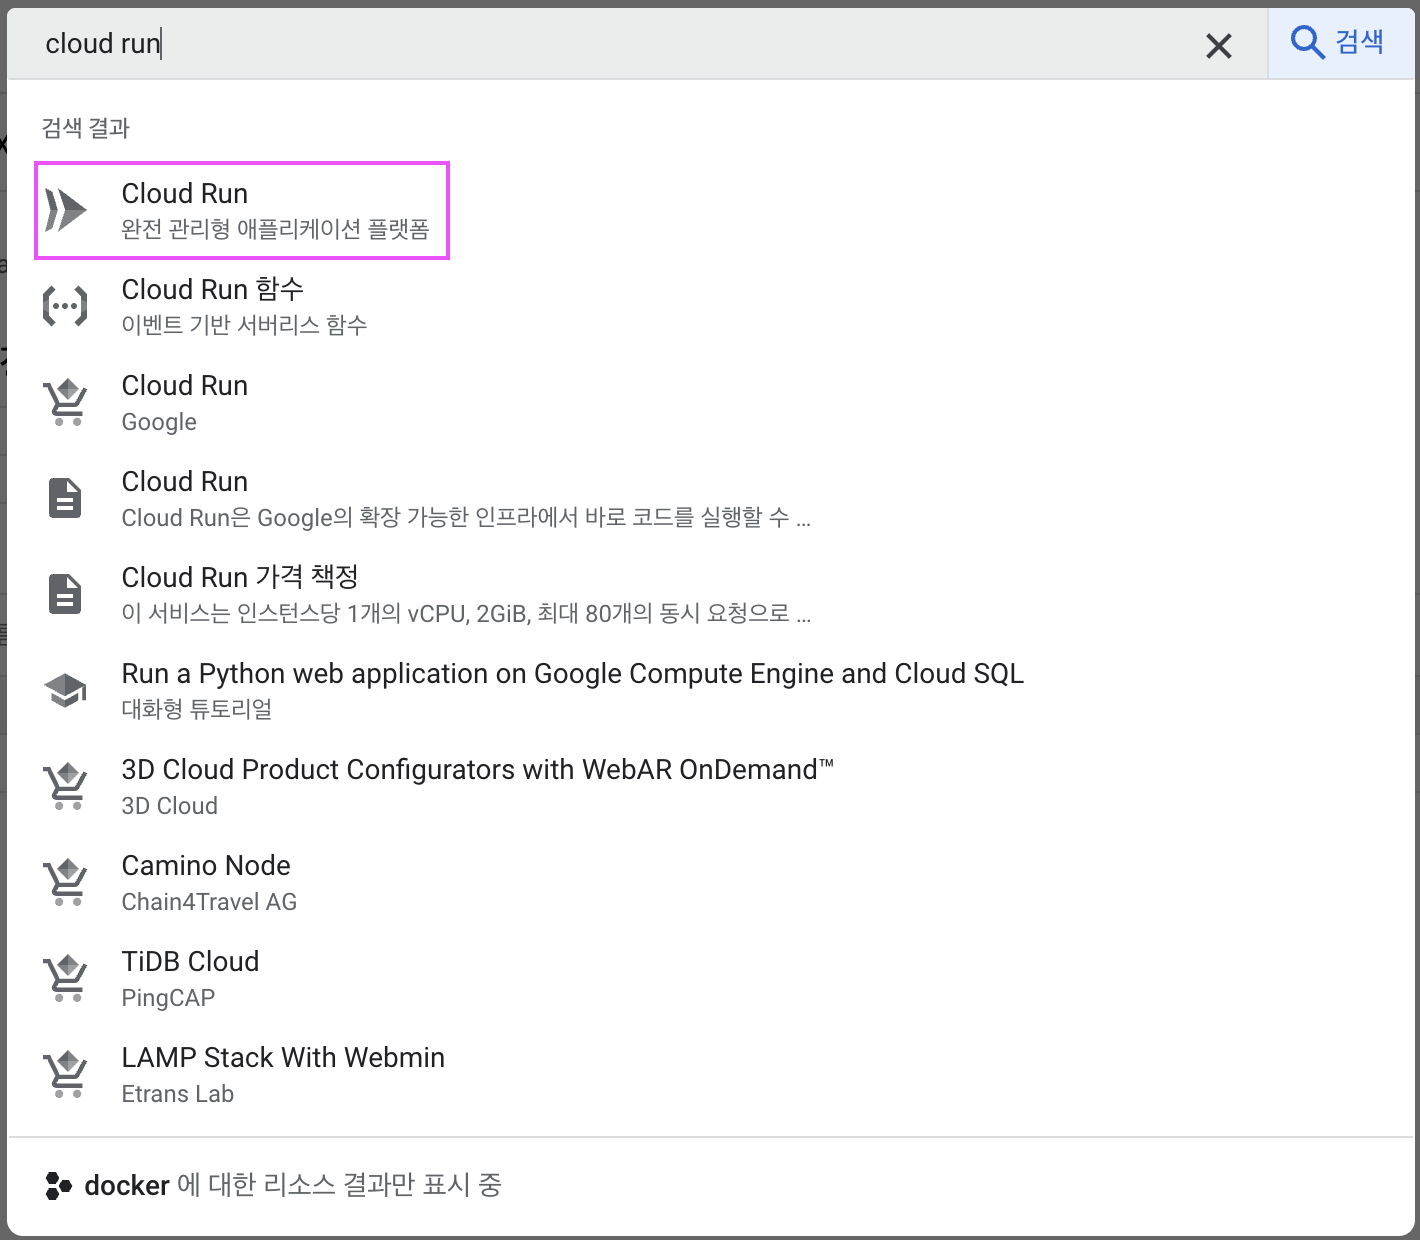 cloud run
검색
검색 결과
Cloud Run
완전 관리형 애플리케이션 플랫폼
Cloud Run 함수
이벤트 기반 서버리스 함수
Cloud Run
Google
Cloud Run
Cloud Run은 Google의 확장 가능한 인프라에서 바로 코드를 실행할 수 ...
Cloud Run 가격 책정
이 서비스는 인스턴스당 1개의 vCPU, 2GiB, 최대 80개의 동시 요청으로 ...
Run a Python web application on Google Compute Engine and Cloud SQL
대화형 튜토리얼
3D Cloud Product Configurators with WebAR OnDemand™
3D Cloud
Camino Node
Chain4Travel AG
TiDB Cloud
PingCAP
LAMP Stack With Webmin
Etrans Lab
docker 에 대한 리소스 결과만 표시 중